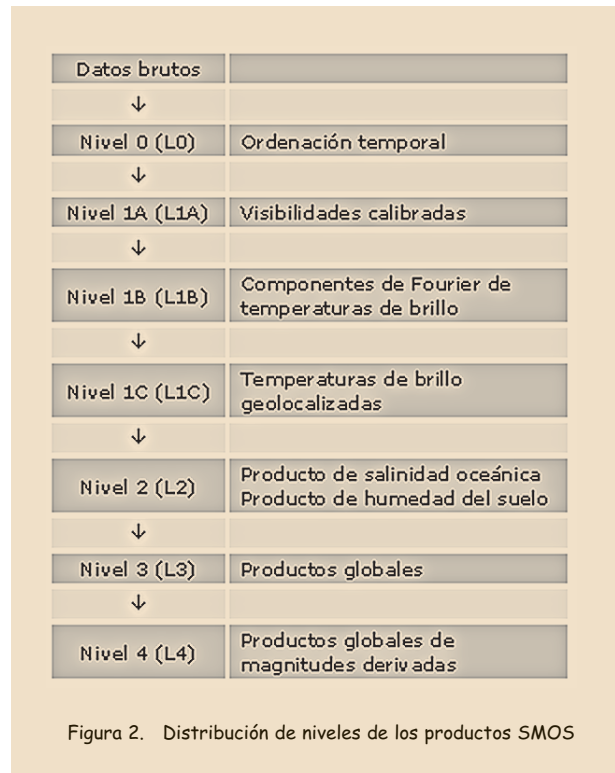 Datos brutos
↓
Nivel 0 (L0) Ordenación temporal
↓
Nivel 1A (L1A) Visibilidades calibradas
↓
Nivel 1B (L1B) Componentes de Fourier de
temperaturas de brillo
↓
Nivel 1C (L1C) Temperaturas de brillo
geolocalizadas
↓
Nivel 2 (L2) Producto de salinidad oceánica
Producto de humedad del suelo
↓
Nivel 3 (L3) Productos globales
↓
Nivel 4 (L4) Productos globales de
magnitudes derivadas
Figura 2. Distribución de niveles de los productos SMOS